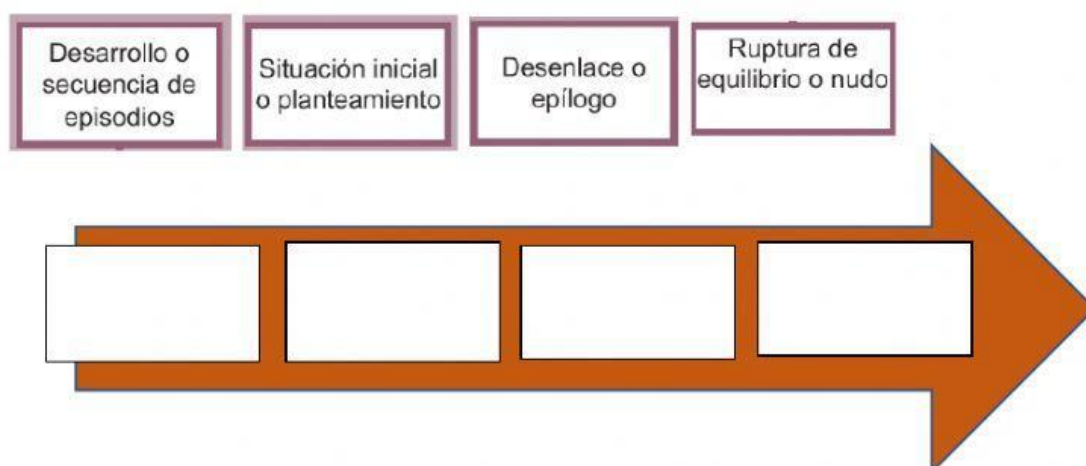 Desarrollo o
secuencia de
episodios
Situación inicial
o planteamiento
Desenlace o
epílogo
Ruptura de
equilibrio o nudo